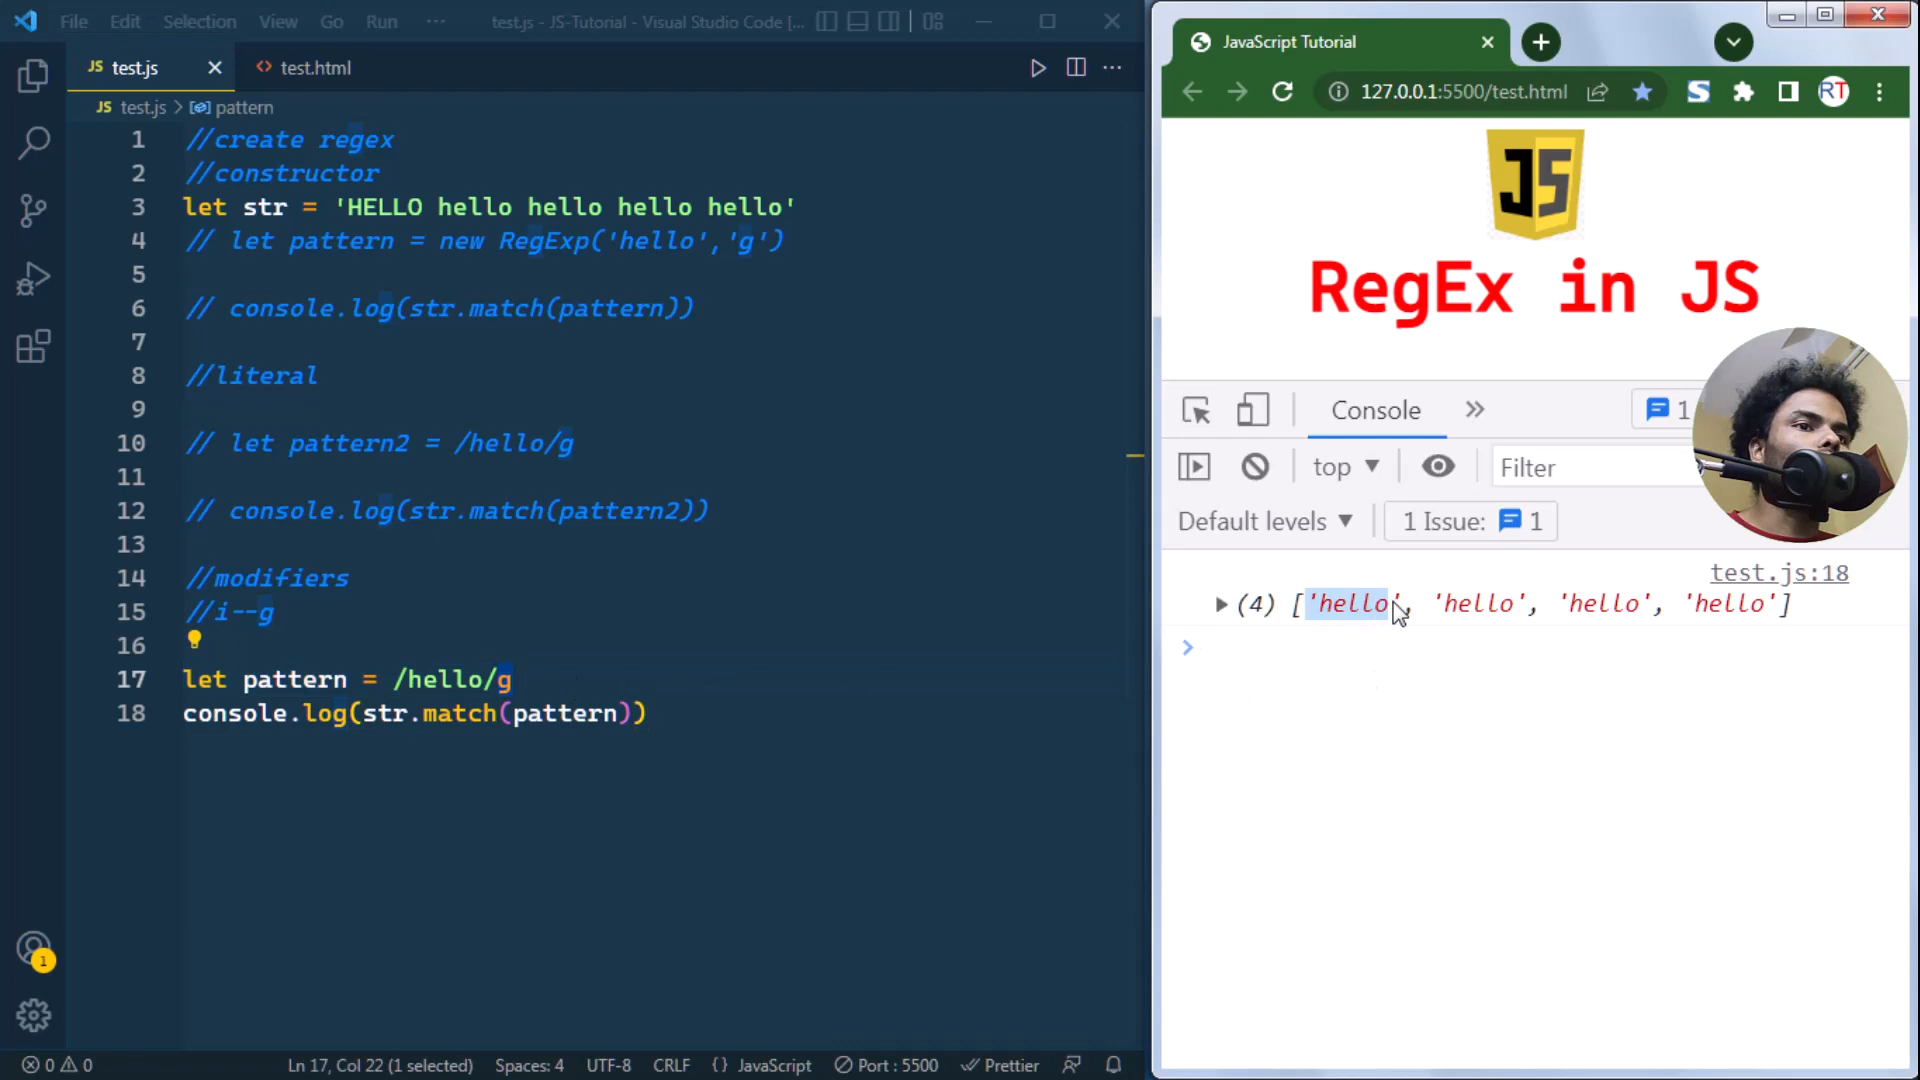 File Edit Selection View Go Run ··· test.js - JS-Tutorial - Visual Studio Code [...
JS test.js × <> test.html
JS test.js > pattern
1 //create regex
2 //constructor
3 let str = 'HELLO hello hello hello hello'
4 // let pattern = new RegExp('hello','g')
5
6 // console.log(str.match(pattern))
7
8 //literal
9
10 // let pattern2 = /hello/g
11
12 // console.log(str.match(pattern2))
13
14 //modifiers
15 //i--g
16
17 let pattern = /hello/g
18 console.log(str.match(pattern))
1
0 0 Ln 17, Col 22 (1 selected) Spaces: 4 UTF-8 CRLF {} JavaScript Port : 5500 Prettier
JavaScript Tutorial
127.0.0.1:5500/test.html S RT
JS
RegEx in JS
Console 1
top Filter
Default levels 1 Issue: 1
test.js:18
(4) ['hello', 'hello', 'hello', 'hello']